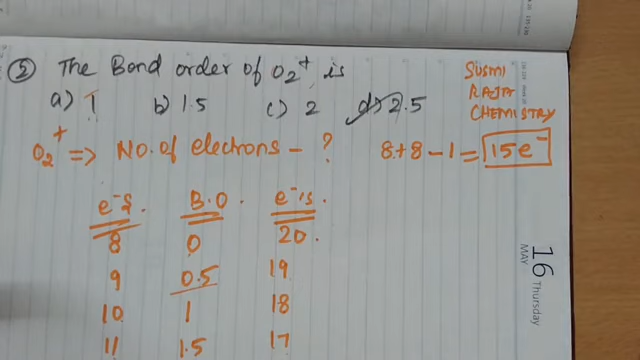 ② The Bond order of O₂⁺ is
a) 1 b) 1.5 c) 2 d) 2.5
SUSMI
RAJA
CHEMISTRY
O₂⁺ => No. of electrons - ? 8+8-1 = 15e⁻
B.O
8 0 20
9 0.5 19
10 1 18
11 1.5 17
16
MAY
Thursday